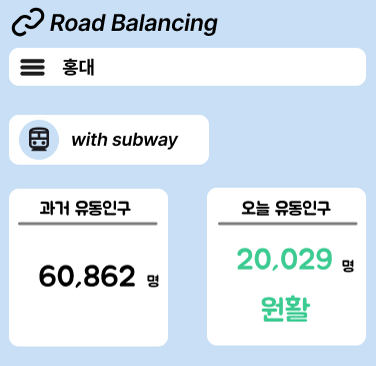 Road Balancing
홍대
with subway
과거 유동인구
60,862 명
오늘 유동인구
20,029 명
원활